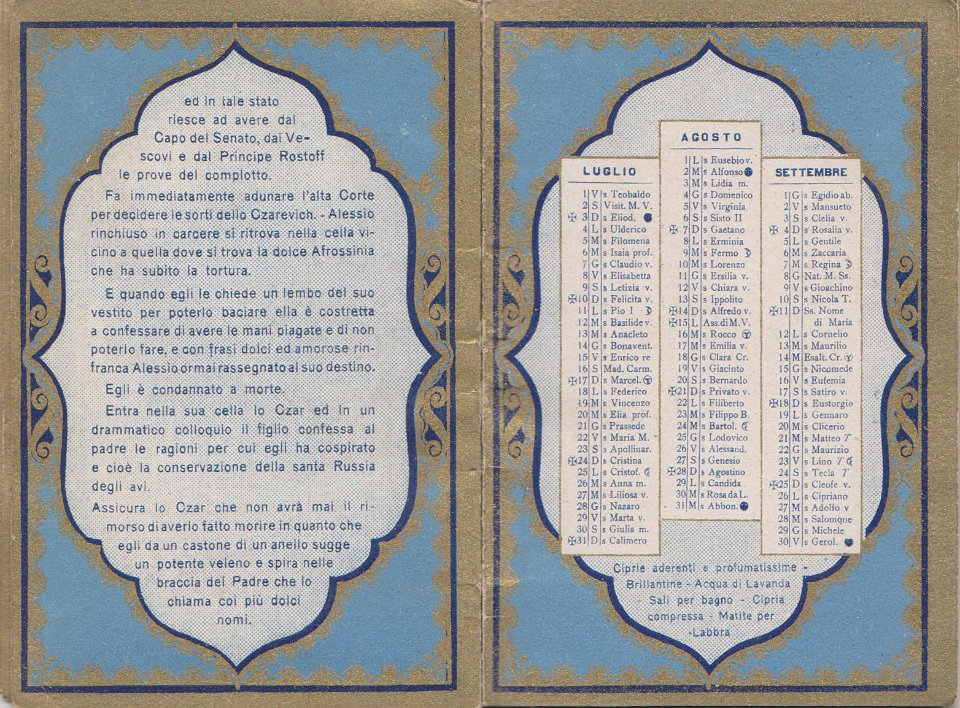 ed in tale stato
riesce ad avere dal
Capo del Senato, dai Ve-
scovi e dal Principe Rostoff
le prove del complotto.
Fa immediatamente adunare l'alta Corte
per decidere le sorti dello Czarevich. - Alessio
rinchiuso in carcere si ritrova nella cella vi-
cino a quella dove si trova la dolce Afrossinia
che ha subito la tortura.
E quando egli le chiede un lembo del suo
vestito per poterlo baciare ella è costretta
a confessare di avere le mani piagate e di non
poterlo fare, e con frasi dolci ed amorose rin-
franca Alessio ormai rassegnato al suo destino.
Egli è condannato a morte.
Entra nella sua cella lo Czar ed in un
drammatico colloquio il figlio confessa al
padre le ragioni per cui egli ha cospirato
e cioè la conservazione della santa Russia
degli avi.
Assicura lo Czar che non avrà mai il ri-
morso di averlo fatto morire in quanto che
egli da un castone di un anello sugge
un potente veleno e spira nelle
braccia del Padre che lo
chiama coi più dolci
nomi.
LUGLIO
1 V s Teobaldo
2 S Visit. M. V.
✠ 3 D s Eliod.
4 L s Ulderico
5 M s Filomena
6 M s Isaia prof.
7 G s Claudio v.
8 V s Elisabetta
9 S s Letizia v.
✠10 D s Felicita v.
11 L s Pio I
12 M s Basilide v.
13 M s Anacleto
14 G s Bonavent.
15 V s Enrico re
16 S Mad. Carm.
✠17 D s Marcel.
18 L s Federico
19 M s Vincenzo
20 M s Elia prof.
21 G s Prassede
22 V s Maria M.
23 S s Apollinar.
✠24 D s Cristina
25 L s Cristof.
26 M s Anna m.
27 M s Liliosa v.
28 G s Nazaro
29 V s Marta v.
30 S s Giulia m.
✠31 D s Calimero
AGOSTO
1 L s Eusebio v.
2 M s Alfonso
3 M s Lidia m.
4 G s Domenico
5 V s Virginia
6 S s Sisto II
✠ 7 D s Gaetano
8 L s Erminia
9 M s Fermo
10 M s Lorenzo
11 G s Ersilia v.
12 V s Chiara v.
13 S s Ippolito
✠14 D s Alfredo v.
✠15 L Ass. di M. V.
16 M s Rocco
17 M s Emilia v.
18 G s Clara Cr.
19 V s Giacinto
20 S s Bernardo
✠21 D s Privato v.
22 L s Filiberto
23 M s Filippo B.
24 M s Bartol.
25 G s Lodovico
26 V s Alessand.
27 S s Genesio
✠28 D s Agostino
29 L s Candida
30 M s Rosa da L.
31 M s Abbon.
SETTEMBRE
1 G s Egidio ab.
2 V s Mansueto
3 S s Clelia v.
✠ 4 D s Rosalia v.
5 L s Gentile
6 M s Zaccaria
7 M s Regina
8 G Nat. M. Ss.
9 V s Gioachino
10 S s Nicola T.
✠11 D Ss. Nome
di Maria
12 L s Cornelio
13 M s Maurilio
14 M Esalt. Cr.
15 G s Nicomede
16 V s Eufemia
17 S s Satiro v.
✠18 D s Eustorgio
19 L s Gennaro
20 M s Clicerio
21 M s Matteo T
22 G s Maurizio
23 V s Lino T
24 S s Tecla T
✠25 D s Cleofe v.
26 L s Cipriano
27 M s Adolfo v
28 M s Salomone
29 G s Michele
30 V s Gerol.
Ciprie aderenti e profumatissime -
Brillantine - Acqua di Lavanda
- Sali per bagno - Cipria
compressa - Matite per
Labbra